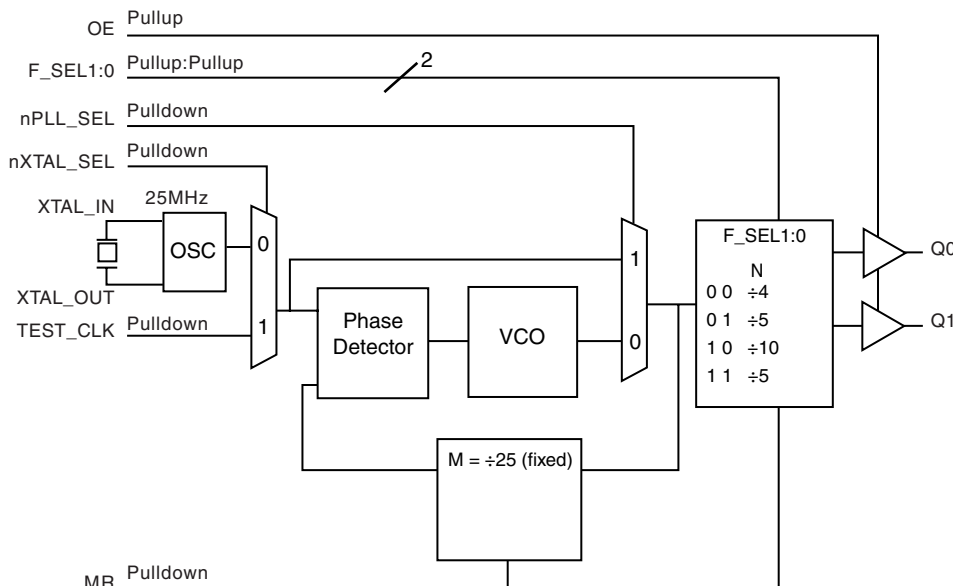 OE Pullup
F_SEL1:0 Pullup:Pullup
2
nPLL_SEL Pulldown
nXTAL_SEL Pulldown
XTAL_IN 25MHz
OSC
XTAL_OUT
TEST_CLK Pulldown
0
1
Phase
Detector
VCO
1
0
F_SEL1:0
N
0 0 ÷4
0 1 ÷5
1 0 ÷10
1 1 ÷5
Q0
Q1
M = ÷25 (fixed)
MR Pulldown